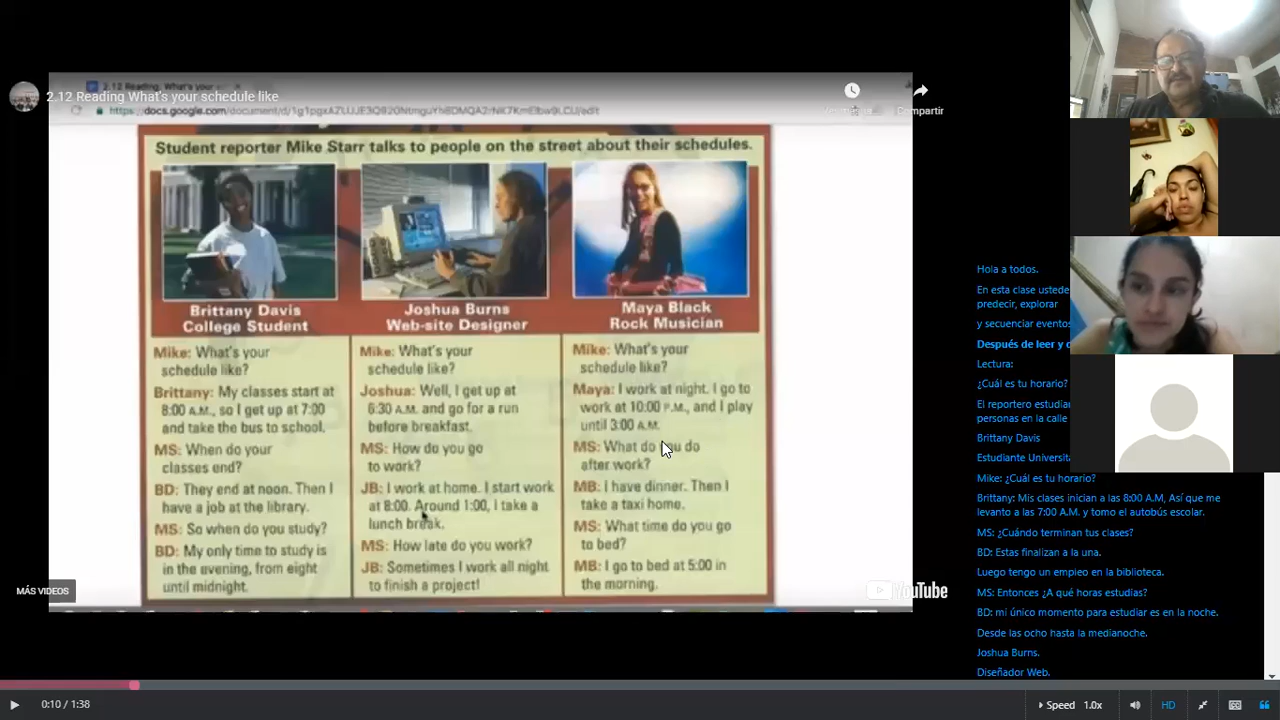 2.12 Reading What's your schedule like
Compartir
Student reporter Mike Starr talks to people on the street about their schedules.
Brittany Davis
College Student
Mike: What's your
schedule like?
Brittany: My classes start at
8:00 A.M., so I get up at 7:00
and take the bus to school.
MS: When do your
classes end?
BD: They end at noon. Then I
have a job at the library.
MS: So when do you study?
BD: My only time to study is
in the evening, from eight
until midnight.
Joshua Burns
Web-site Designer
Mike: What's your
schedule like?
Joshua: Well, I get up at
6:30 A.M. and go for a run
before breakfast.
MS: How do you go
to work?
JB: I work at home. I start work
at 8:00. Around 1:00, I take a
lunch break.
MS: How late do you work?
JB: Sometimes I work all night
to finish a project!
Maya Black
Rock Musician
Mike: What's your
schedule like?
Maya: I work at night. I go to
work at 10:00 P.M., and I play
until 3:00 A.M.
MS: What do you do
after work?
MB: I have dinner. Then I
take a taxi home.
MS: What time do you go
to bed?
MB: I go to bed at 5:00 in
the morning.
MÁS VIDEOS
YouTube
Hola a todos.
En esta clase ustede
predecir, explorar
y secuenciar eventos
Después de leer y
Lectura:
¿Cuál es tu horario?
El reportero estudia
personas en la calle
Brittany Davis
Estudiante Universit
Mike: ¿Cuál es tu horario?
Brittany: Mis clases inician a las 8:00 A.M, Así que me
levanto a las 7:00 A.M. y tomo el autobús escolar.
MS: ¿Cuándo terminan tus clases?
BD: Estas finalizan a la una.
Luego tengo un empleo en la biblioteca.
MS: Entonces ¿A qué horas estudias?
BD: mi único momento para estudiar es en la noche.
Desde las ocho hasta la medianoche.
Joshua Burns.
Diseñador Web.
0:10 / 1:38
Speed 1.0x
HD
CC